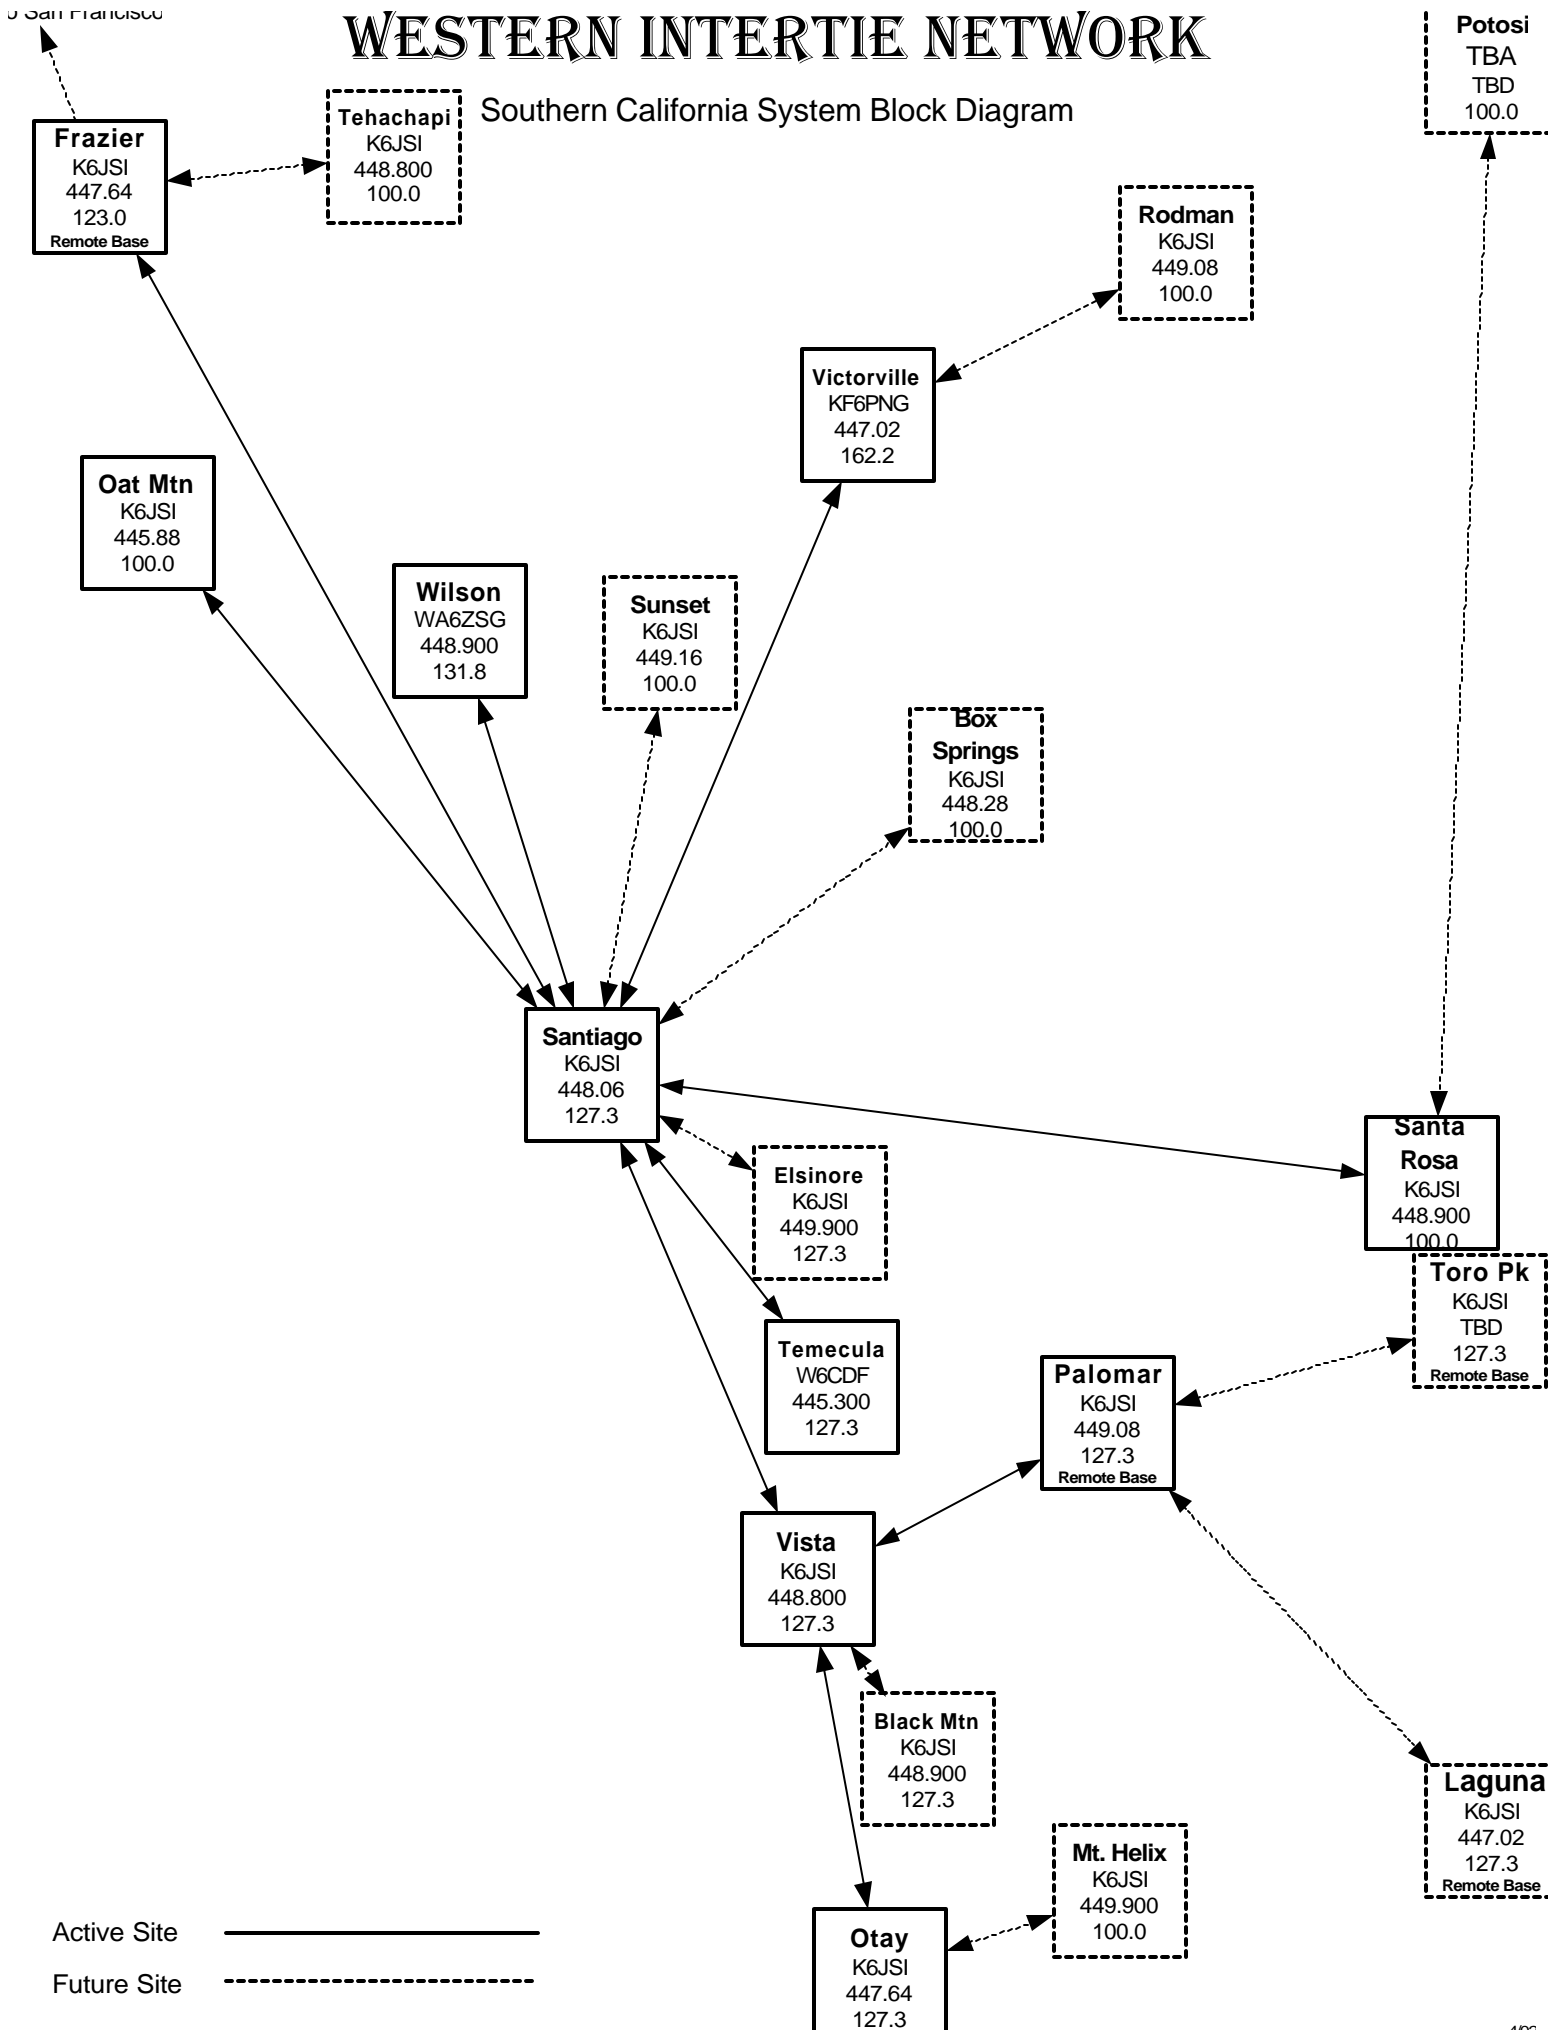 San Francisco
WESTERN INTERTIE NETWORK
Southern California System Block Diagram
Potosi
TBA
TBD
100.0
Frazier
K6JSI
447.64
123.0
Remote Base
Tehachapi
K6JSI
448.800
100.0
Rodman
K6JSI
449.08
100.0
Victorville
KF6PNG
447.02
162.2
Oat Mtn
K6JSI
445.88
100.0
Wilson
WA6ZSG
448.900
131.8
Sunset
K6JSI
449.16
100.0
Box
Springs
K6JSI
448.28
100.0
Santiago
K6JSI
448.06
127.3
Santa
Rosa
K6JSI
448.900
100.0
Elsinore
K6JSI
449.900
127.3
Toro Pk
K6JSI
TBD
127.3
Remote Base
Temecula
W6CDF
445.300
127.3
Palomar
K6JSI
449.08
127.3
Remote Base
Vista
K6JSI
448.800
127.3
Black Mtn
K6JSI
448.900
127.3
Laguna
K6JSI
447.02
127.3
Remote Base
Mt. Helix
K6JSI
449.900
100.0
Otay
K6JSI
447.64
127.3
Active Site
Future Site